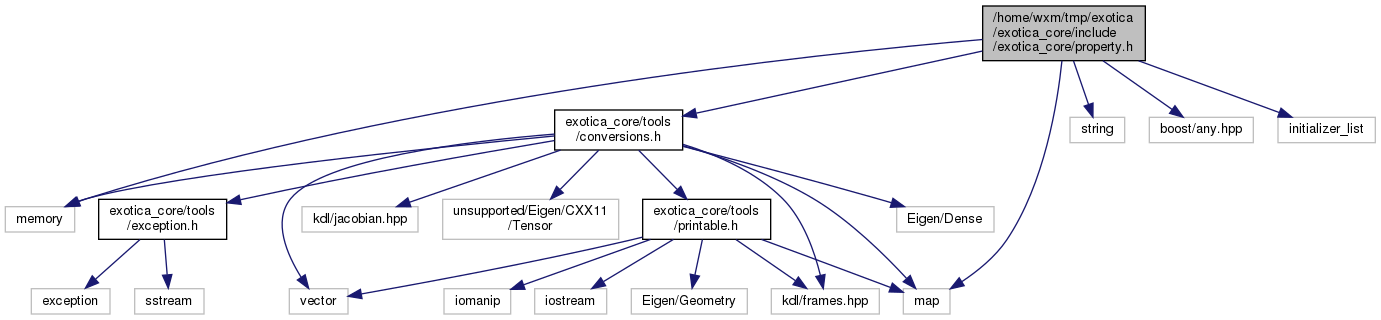 /home/wxm/tmp/exotica
/exotica_core/include
/exotica_core/property.h
exotica_core/tools
/conversions.h
string
boost/any.hpp
initializer_list
memory
exotica_core/tools
/exception.h
kdl/jacobian.hpp
unsupported/Eigen/CXX11
/Tensor
exotica_core/tools
/printable.h
Eigen/Dense
exception
sstream
vector
iomanip
iostream
Eigen/Geometry
kdl/frames.hpp
map